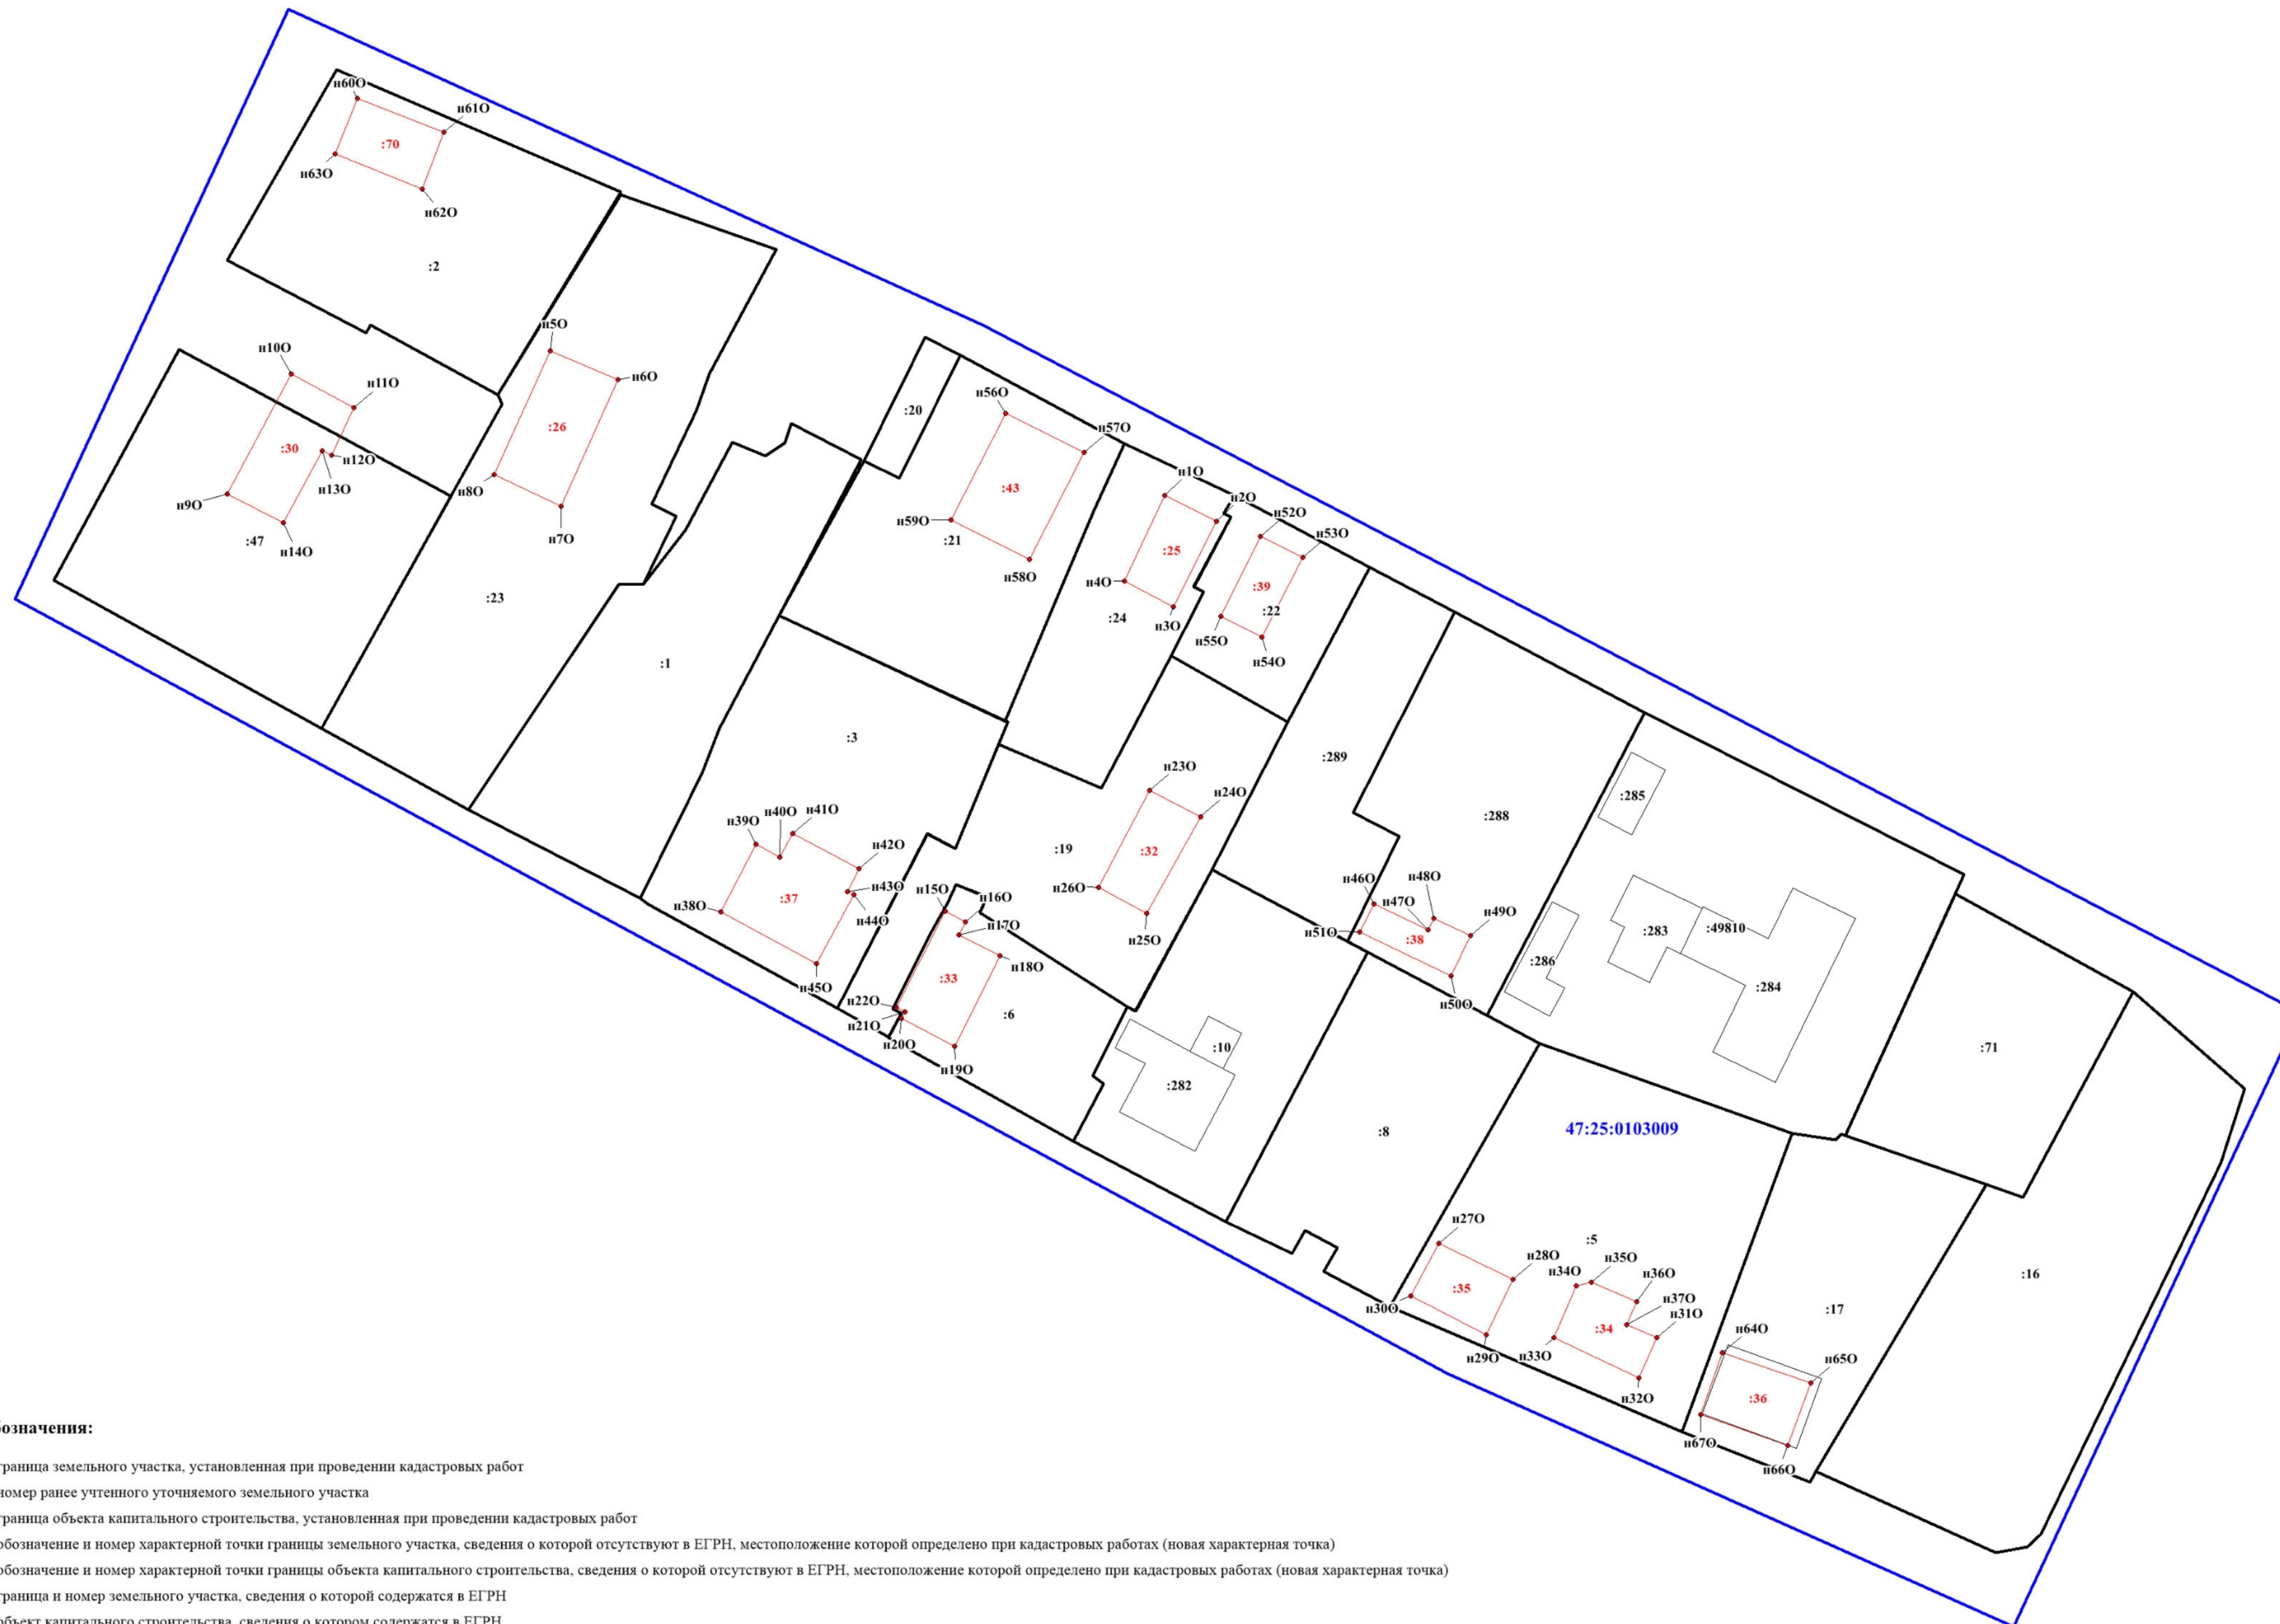 н60О
н61О
:70
н63О
н62О
:2
н5О
н10О
н6О
н11О
:20
н56О
:26
н57О
:30
н12О
н1О
н13О
н8О
:43
н2О
н9О
н52О
н59О
н53О
н7О
:47
:21
н14О
:25
н58О
н4О
:39
:23
:22
:24
н3О
н55О
н54О
:1
:3
:289
н23О
н24О
:285
н40О
н41О
:288
н39О
н42О
:19
:32
н48О
н46О
н43О
н15О
н26О
:37
н16О
н47О
н38О
н49О
н44О
н17О
н51О
:283
:49810
н25О
:38
:286
н18О
:33
н45О
:284
н22О
н50О
:6
н21О
н20О
:10
:71
н19О
:282
47:25:0103009
:8
н27О
:5
н28О
н35О
н34О
н36О
:16
:35
н37О
н30О
н31О
:17
:34
н64О
н29О
н33О
н65О
н32О
:36
н67О
н66О
означения:
граница земельного участка, установленная при проведении кадастровых работ
номер ранее учтенного уточняемого земельного участка
граница объекта капитального строительства, установленная при проведении кадастровых работ
обозначение и номер характерной точки границы земельного участка, сведения о которой отсутствуют в ЕГРН, местоположение которой определено при кадастровых работах (новая характерная точка)
обозначение и номер характерной точки границы объекта капитального строительства, сведения о которой отсутствуют в ЕГРН, местоположение которой определено при кадастровых работах (новая характерная точка)
граница и номер земельного участка, сведения о которой содержатся в ЕГРН
объект капитального строительства, сведения о котором содержатся в ЕГРН